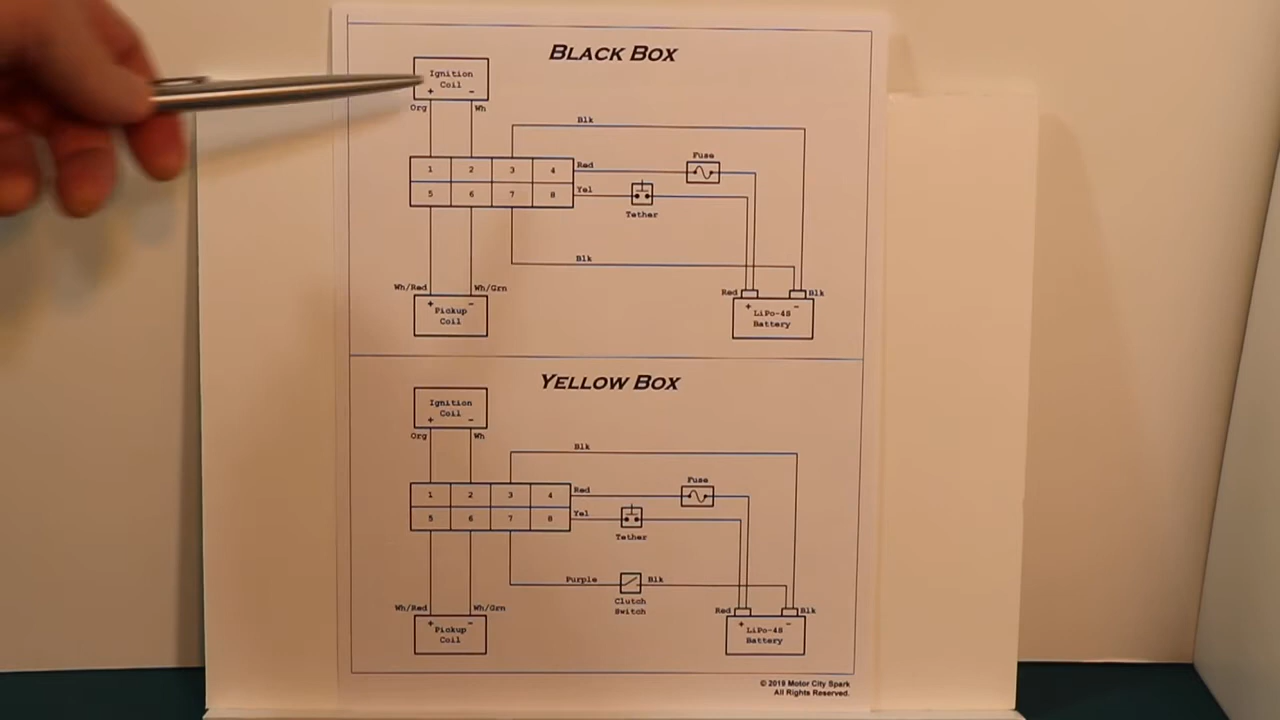 BLACK BOX
Ignition
Coil
+ -
Org Wh
Blk
1 2 3 4
Red
Fuse
5 6 7 8
Yel
Tether
Blk
Wh/Red Wh/Grn
+ -
Pickup
Coil
Red Blk
+ -
LiPo-4S
Battery
YELLOW BOX
Ignition
Coil
+ -
Org Wh
Blk
1 2 3 4
Red
Fuse
5 6 7 8
Yel
Tether
Purple Blk
Clutch
Switch
Wh/Red Wh/Grn
+ -
Pickup
Coil
Red Blk
+ -
LiPo-4S
Battery
© 2019 Motor City Spark
All Rights Reserved.